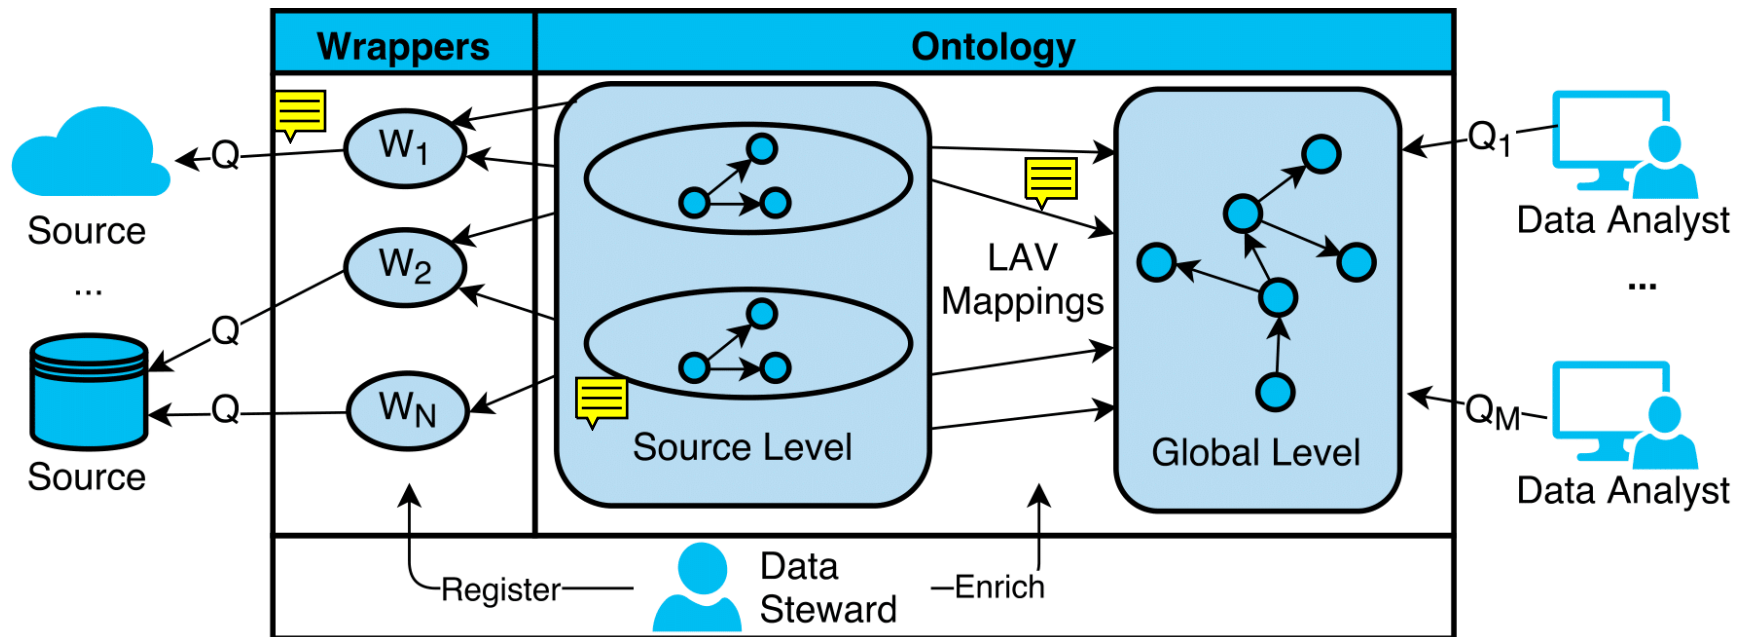 Wrappers
Ontology
Source
...
Source
Q
Q
Q
W1
W2
WN
Source Level
LAV
Mappings
Global Level
Q1
QM
Data Analyst
...
Data Analyst
Register
Data
Steward
Enrich